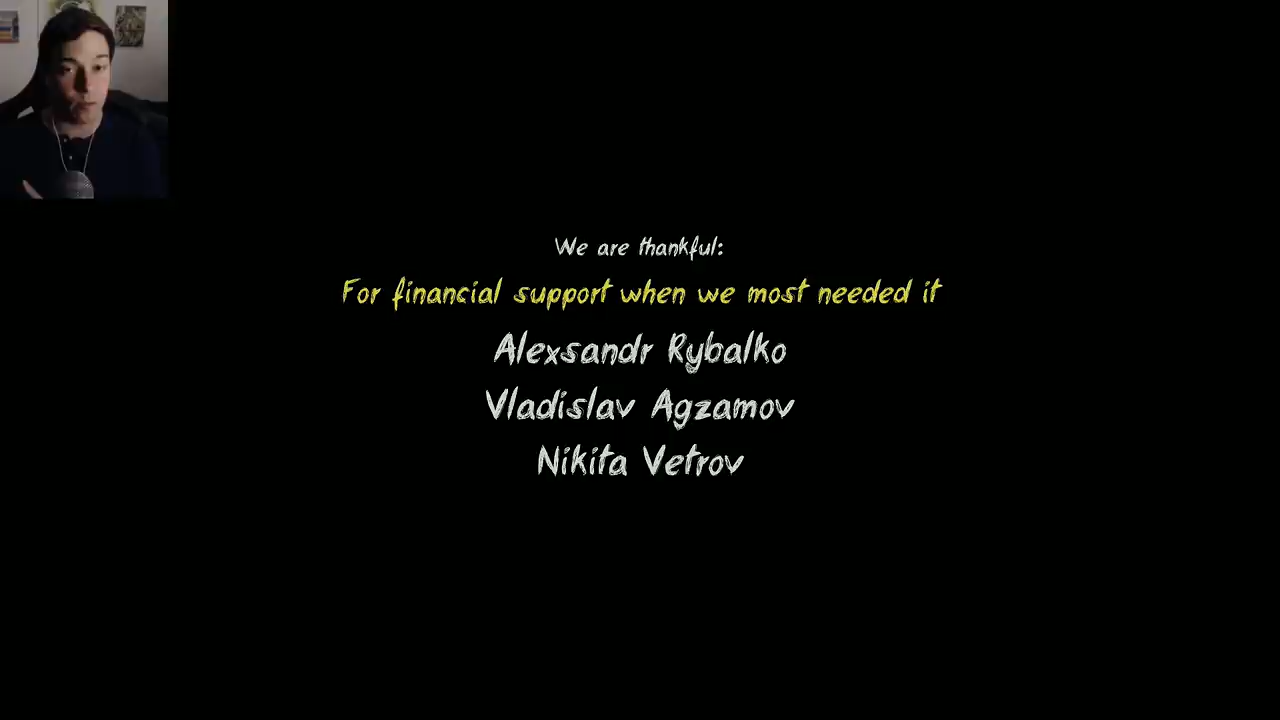 We are thankful:
For financial support when we most needed it
Alexsandr Rybalko
Vladislav Agzamov
Nikita Vetrov